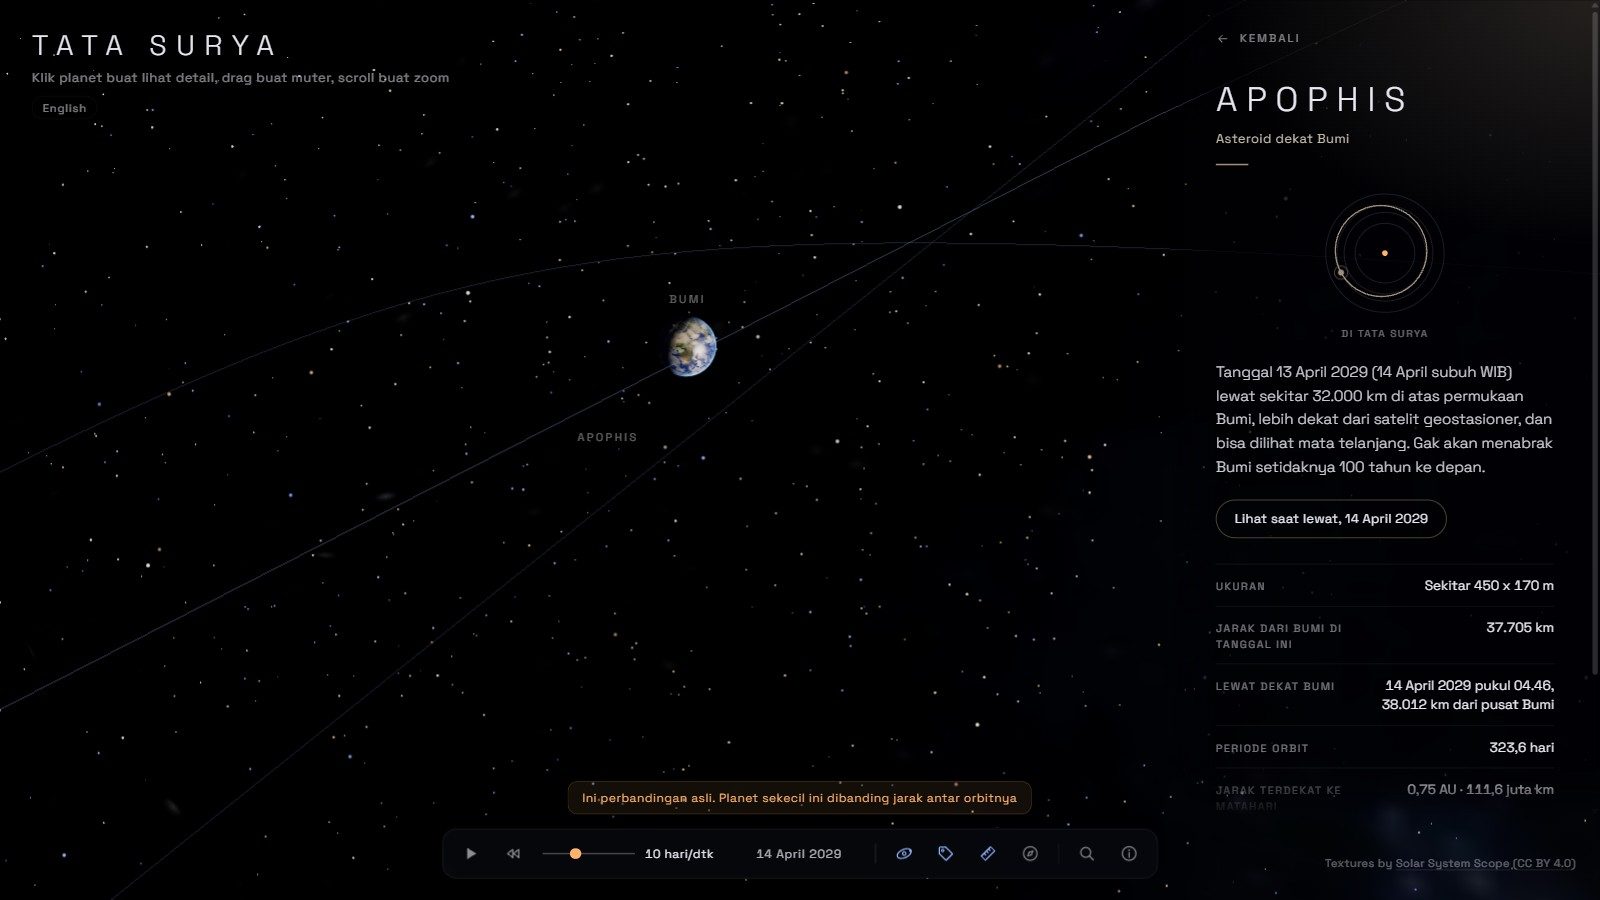 TATA SURYA
Klik planet buat lihat detail, drag buat muter, scroll buat zoom
English
BUMI
APOPHIS
Ini perbandingan asli. Planet sekecil ini dibanding jarak antar orbitnya
10 hari/dtk
14 April 2029
← KEMBALI
APOPHIS
Asteroid dekat Bumi
DI TATA SURYA
Tanggal 13 April 2029 (14 April subuh WIB)
lewat sekitar 32.000 km di atas permukaan
Bumi, lebih dekat dari satelit geostasioner, dan
bisa dilihat mata telanjang. Gak akan menabrak
Bumi setidaknya 100 tahun ke depan.
Lihat saat lewat, 14 April 2029
UKURAN Sekitar 450 x 170 m
JARAK DARI BUMI DI TANGGAL INI 37.705 km
LEWAT DEKAT BUMI 14 April 2029 pukul 04.46,
38.012 km dari pusat Bumi
PERIODE ORBIT 323,6 hari
JARAK TERDEKAT KE MATAHARI 0,75 AU · 111,6 juta km
Textures by Solar System Scope (CC BY 4.0)